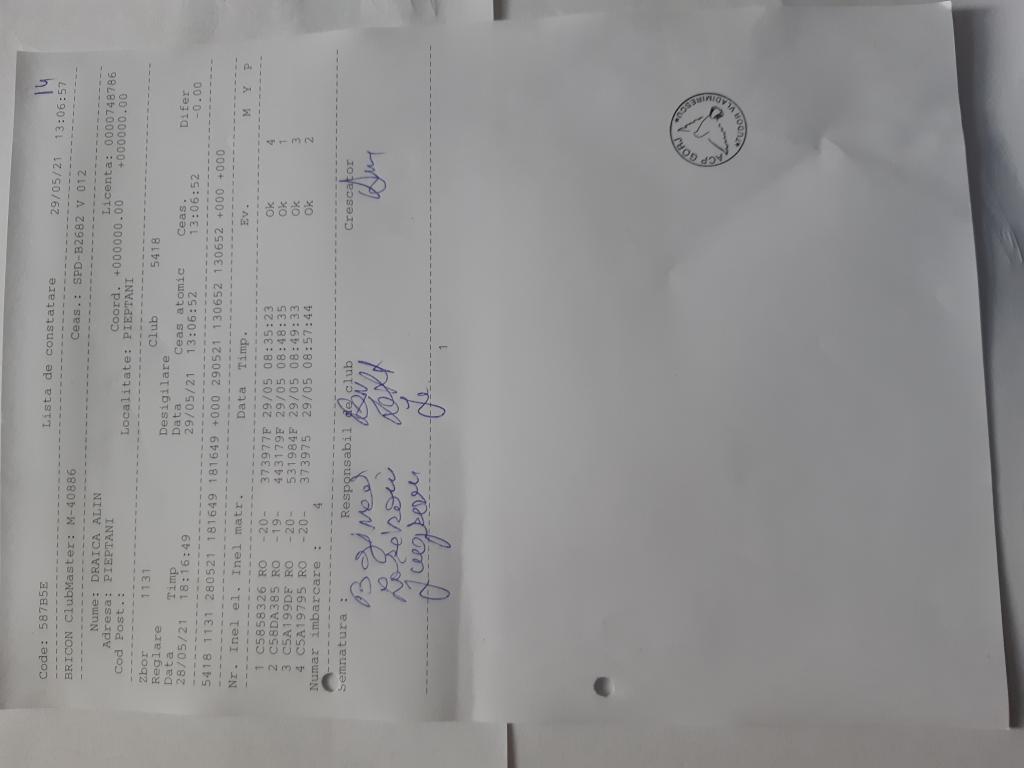 14
Code: 587B5E Lista de constatare 29/05/21 13:06:57
BRICON ClubMaster: M-40886 Ceas.: SPD-B2682 V 012
Nume: DRAICA ALIN Licenta: 0000748786
Adresa: PIEPTANI Coord. +000000.00 +000000.00
Cod Post.: Localitate: PIEPTANI
Zbor 1131 Club 5418
Reglare Desigilare
Data Timp Data Ceas atomic Ceas. Difer
28/05/21 18:16:49 29/05/21 13:06:52 13:06:52 -0.00
5418 1131 280521 181649 181649 +000 290521 130652 130652 +000 +000
Nr. Inel el. Inel matr. Data Timp. Ev. M Y P
1 C5858326 RO -20- 373977F 29/05 08:35:23 Ok 4
2 C58DA385 RO -19- 443179F 29/05 08:48:35 Ok 1
3 C5A199DF RO -20- 531984F 29/05 08:49:33 Ok 3
4 C5A19795 RO -20- 373975 29/05 08:57:44 Ok 2
Numar imbarcare : 4
Semnatura : Responsabil de club Crescator
1
ACP GORJ TUDOR VLADIMIRESCU